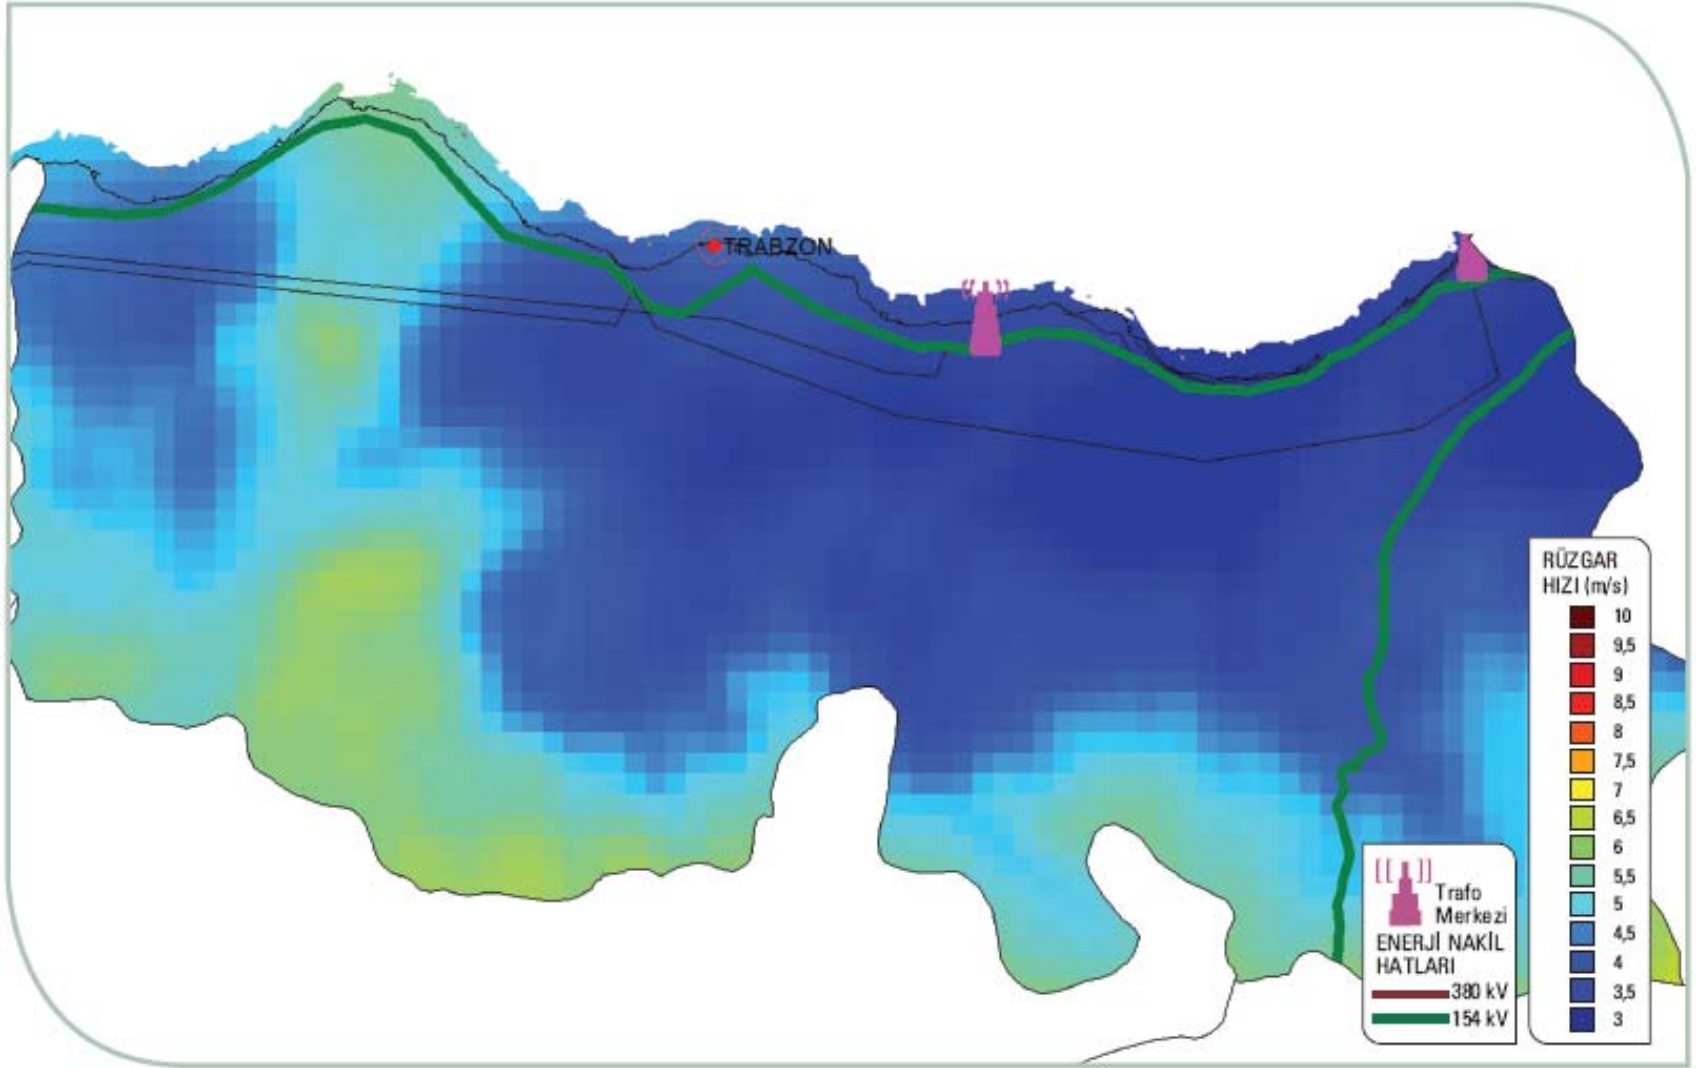 TRABZON
RÜZGAR
HIZI (m/s)
10
9,5
9
8,5
8
7,5
7
6,5
6
5,5
5
4,5
4
3,5
3
Trafo
Merkezi
ENERJİ NAKİL
HATLARI
380 kV
154 kV